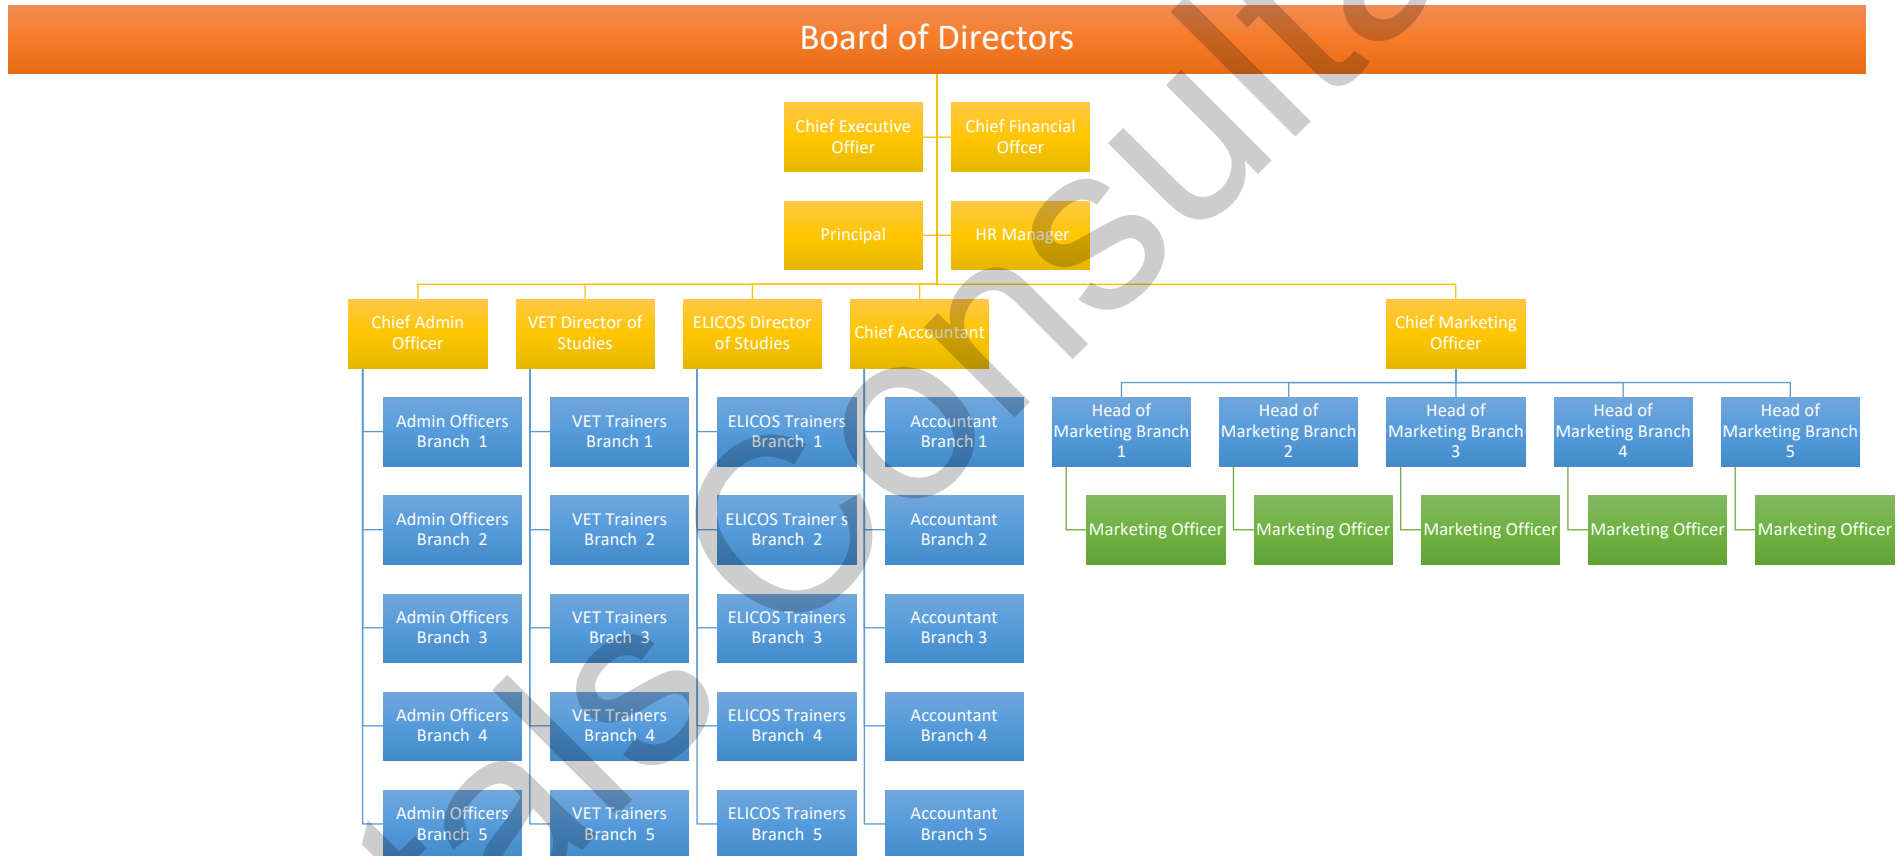 Board of Directors
Chief Executive
Offier
Chief Financial
Offcer
Principal
HR Manager
Chief Admin
Officer
VET Director of
Studies
ELICOS Director
of Studies
Chief Accountant
Chief Marketing
Officer
Admin Officers
Branch 1
VET Trainers
Branch 1
ELICOS Trainers
Branch 1
Accountant
Branch 1
Head of
Marketing Branch
1
Head of
Marketing Branch
2
Head of
Marketing Branch
3
Head of
Marketing Branch
4
Head of
Marketing Branch
5
Admin Officers
Branch 2
VET Trainers
Branch 2
ELICOS Trainer s
Branch 2
Accountant
Branch 2
Marketing Officer
Marketing Officer
Marketing Officer
Marketing Officer
Marketing Officer
Admin Officers
Branch 3
VET Trainers
Brach 3
ELICOS Trainers
Branch 3
Accountant
Branch 3
Admin Officers
Branch 4
VET Trainers
Branch 4
ELICOS Trainers
Branch 4
Accountant
Branch 4
Admin Officers
Branch 5
VET Trainers
Branch 5
ELICOS Trainers
Branch 5
Accountant
Branch 5